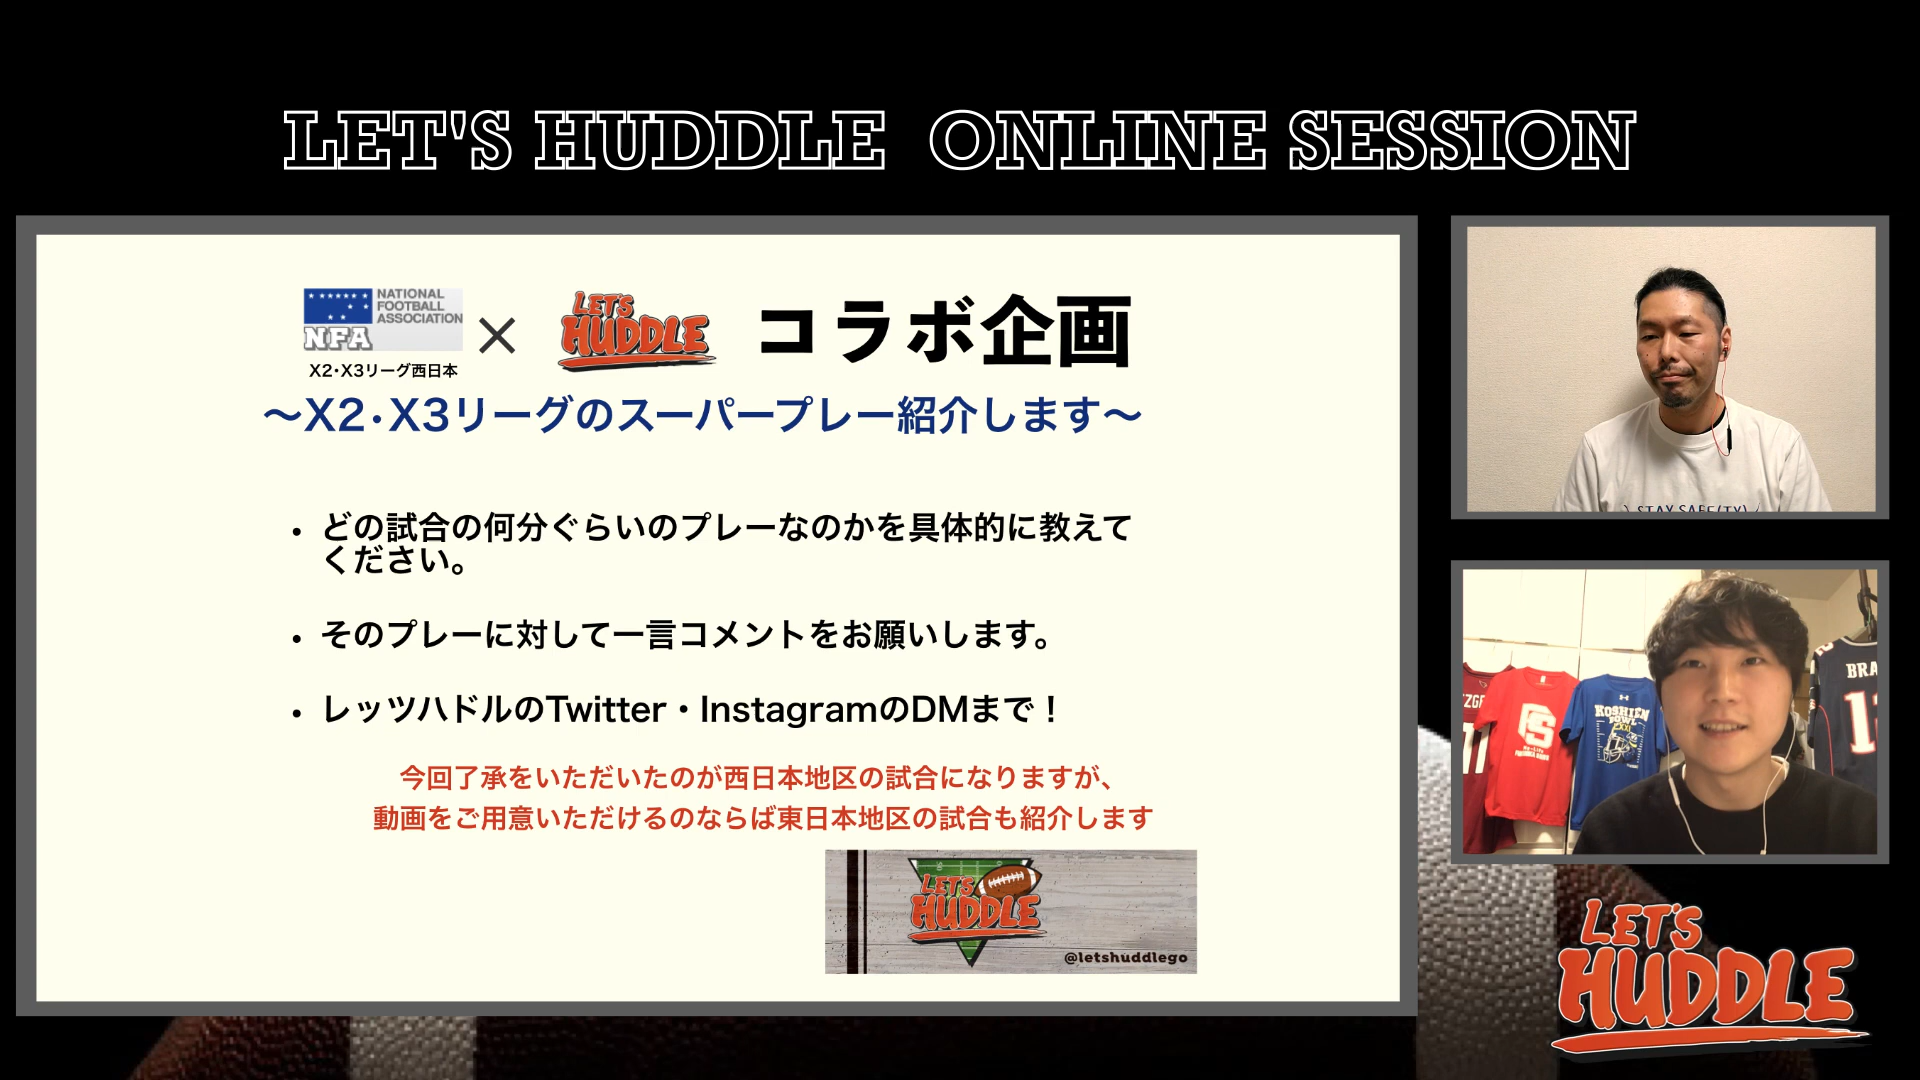 LET'S HUDDLE ONLINE SESSION
NATIONAL
FOOTBALL
ASSOCIATION
NFA
X2・X3リーグ西日本
×
LET'S
HUDDLE
コラボ企画
〜X2・X3リーグのスーパープレー紹介します〜
・どの試合の何分ぐらいのプレーなのかを具体的に教えて
ください。
・そのプレーに対して一言コメントをお願いします。
・レッツハドルのTwitter・InstagramのDMまで！
今回了承をいただいたのが西日本地区の試合になりますが、
動画をご用意いただけるのならば東日本地区の試合も紹介します
LET'S
HUDDLE
@letshuddlego
STAY SAFE(TY)
KOSHIEN
BOWL
BRA
LET'S
HUDDLE